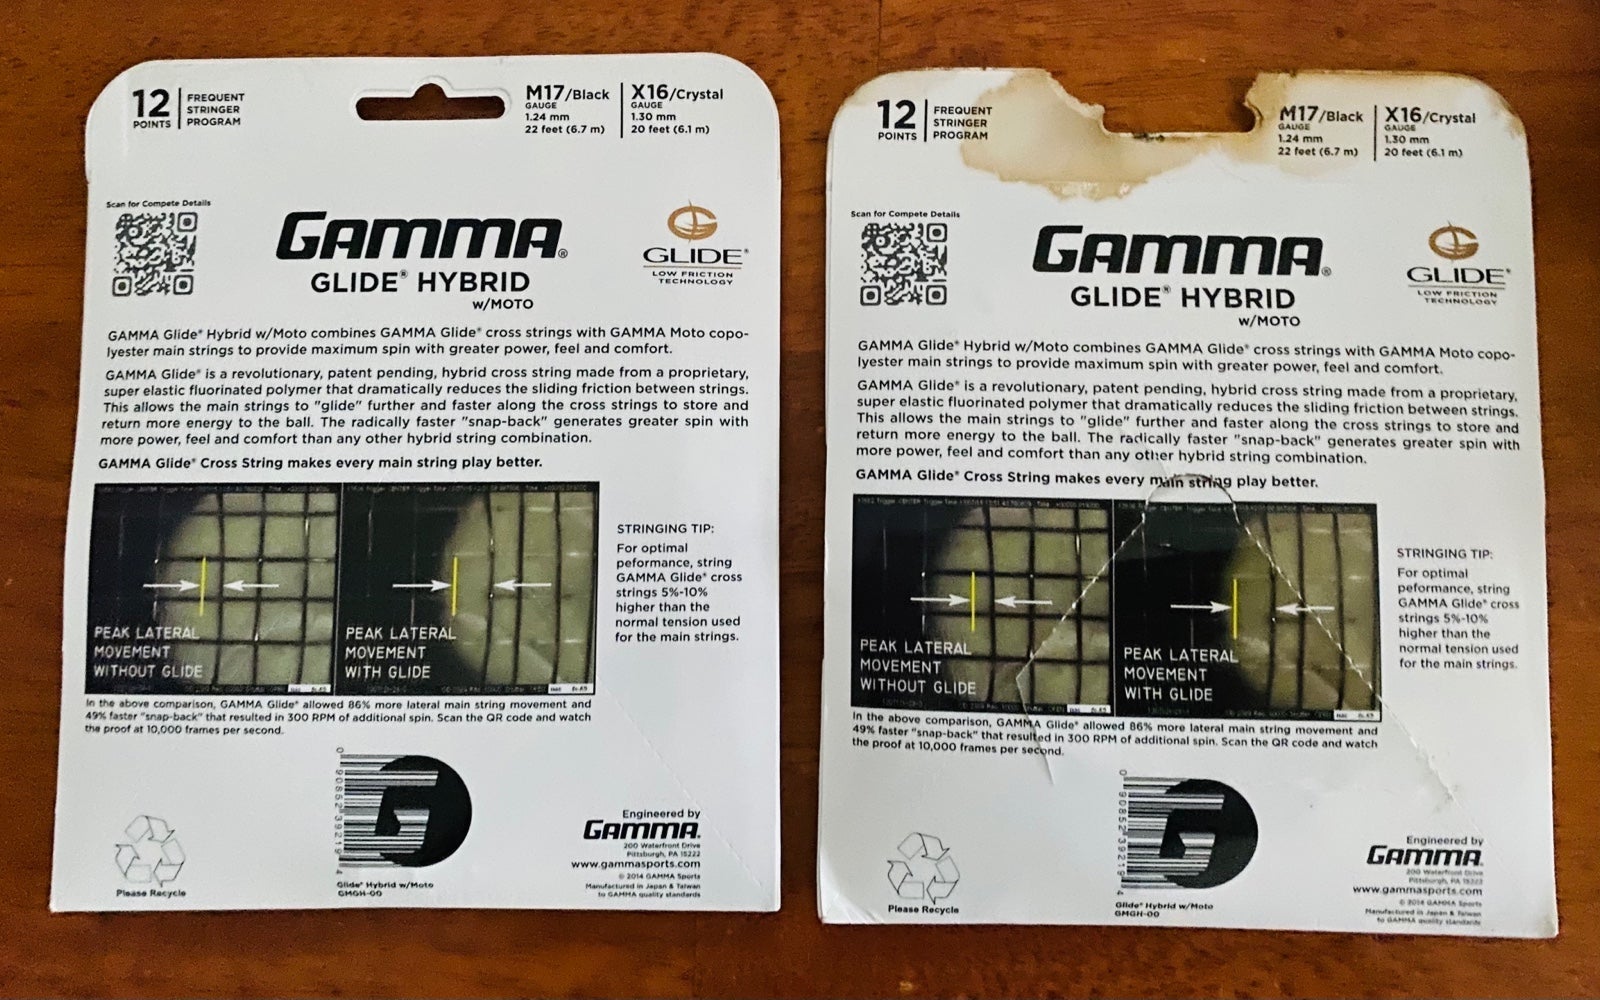 12
POINTS
FREQUENT
STRINGER
PROGRAM
M17/Black
GAUGE
1.24 mm
22 feet (6.7 m)
X16/Crystal
GAUGE
1.30 mm
20 feet (6.1 m)
Scan for Compete Details
GAMMA®
GLIDE® HYBRID
w/MOTO
GLIDE®
LOW FRICTION
TECHNOLOGY
GAMMA Glide® Hybrid w/Moto combines GAMMA Glide® cross strings with GAMMA Moto copo-
lyester main strings to provide maximum spin with greater power, feel and comfort.
GAMMA Glide® is a revolutionary, patent pending, hybrid cross string made from a proprietary,
super elastic fluorinated polymer that dramatically reduces the sliding friction between strings.
This allows the main strings to "glide" further and faster along the cross strings to store and
return more energy to the ball. The radically faster "snap-back" generates greater spin with
more power, feel and comfort than any other hybrid string combination.
GAMMA Glide® Cross String makes every main string play better.
PEAK LATERAL
MOVEMENT
WITHOUT GLIDE
PEAK LATERAL
MOVEMENT
WITH GLIDE
STRINGING TIP:
For optimal
peformance, string
GAMMA Glide® cross
strings 5%-10%
higher than the
normal tension used
for the main strings.
In the above comparison, GAMMA Glide® allowed 86% more lateral main string movement and
49% faster "snap-back" that resulted in 300 RPM of additional spin. Scan the QR code and watch
the proof at 10,000 frames per second.
Please Recycle
0 90852 39219 4
Glide® Hybrid w/Moto
GMGH-00
Engineered by
GAMMA®
200 Waterfront Drive
Pittsburgh, PA 15222
www.gammasports.com
© 2014 GAMMA Sports
Manufactured in Japan & Taiwan
to GAMMA quality standards
12
POINTS
FREQUENT
STRINGER
PROGRAM
M17/Black
GAUGE
1.24 mm
22 feet (6.7 m)
X16/Crystal
GAUGE
1.30 mm
20 feet (6.1 m)
Scan for Compete Details
GAMMA®
GLIDE® HYBRID
w/MOTO
GLIDE®
LOW FRICTION
TECHNOLOGY
GAMMA Glide® Hybrid w/Moto combines GAMMA Glide® cross strings with GAMMA Moto copo-
lyester main strings to provide maximum spin with greater power, feel and comfort.
GAMMA Glide® is a revolutionary, patent pending, hybrid cross string made from a proprietary,
super elastic fluorinated polymer that dramatically reduces the sliding friction between strings.
This allows the main strings to "glide" further and faster along the cross strings to store and
return more energy to the ball. The radically faster "snap-back" generates greater spin with
more power, feel and comfort than any other hybrid string combination.
GAMMA Glide® Cross String makes every main string play better.
PEAK LATERAL
MOVEMENT
WITHOUT GLIDE
PEAK LATERAL
MOVEMENT
WITH GLIDE
STRINGING TIP:
For optimal
peformance, string
GAMMA Glide® cross
strings 5%-10%
higher than the
normal tension used
for the main strings.
In the above comparison, GAMMA Glide® allowed 86% more lateral main string movement and
49% faster "snap-back" that resulted in 300 RPM of additional spin. Scan the QR code and watch
the proof at 10,000 frames per second.
Please Recycle
0 90852 39219 4
Glide® Hybrid w/Moto
GMGH-00
Engineered by
GAMMA®
200 Waterfront Drive
Pittsburgh, PA 15222
www.gammasports.com
© 2014 GAMMA Sports
Manufactured in Japan & Taiwan
to GAMMA quality standards